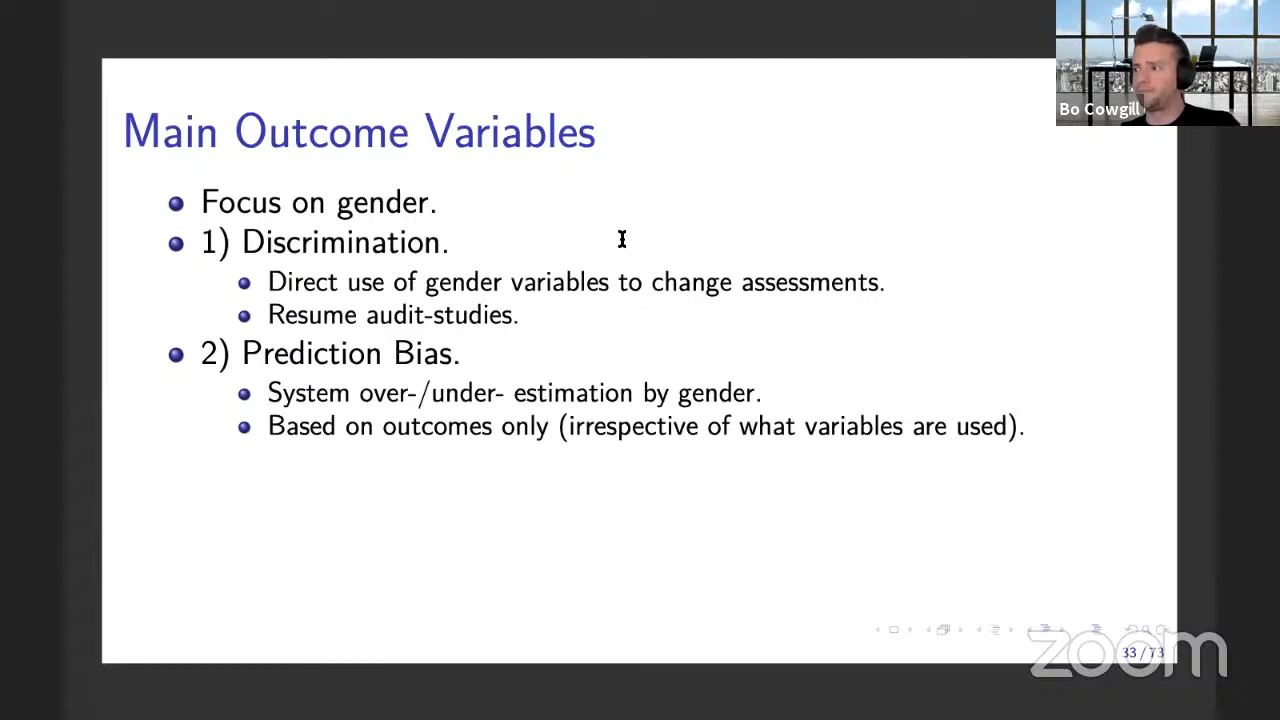 Bo Cowgill
Main Outcome Variables
Focus on gender.
1) Discrimination.
Direct use of gender variables to change assessments.
Resume audit-studies.
2) Prediction Bias.
System over-/under- estimation by gender.
Based on outcomes only (irrespective of what variables are used).
33 / 73
zoom